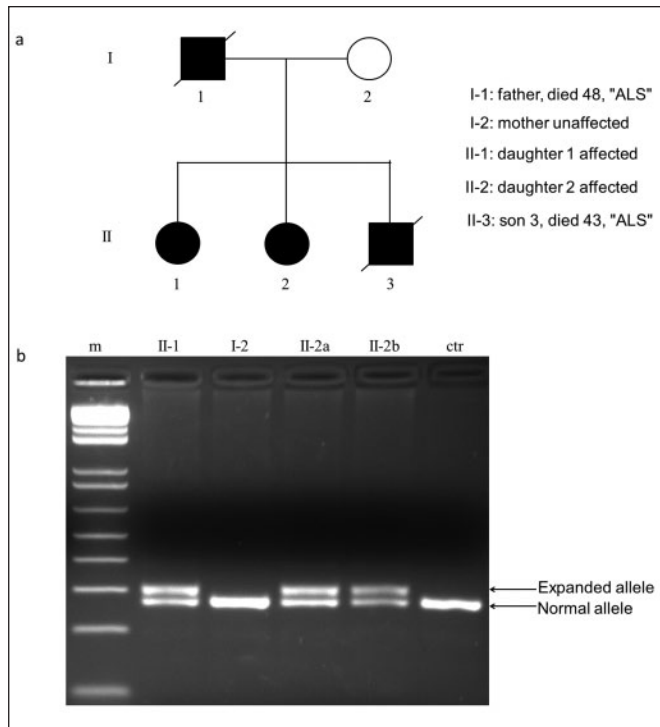 a
I
1
2
I-1: father, died 48, "ALS"
I-2: mother unaffected
II-1: daughter 1 affected
II-2: daughter 2 affected
II-3: son 3, died 43, "ALS"
II
1
2
3
b
m II-1 I-2 II-2a II-2b ctr
Expanded allele
Normal allele